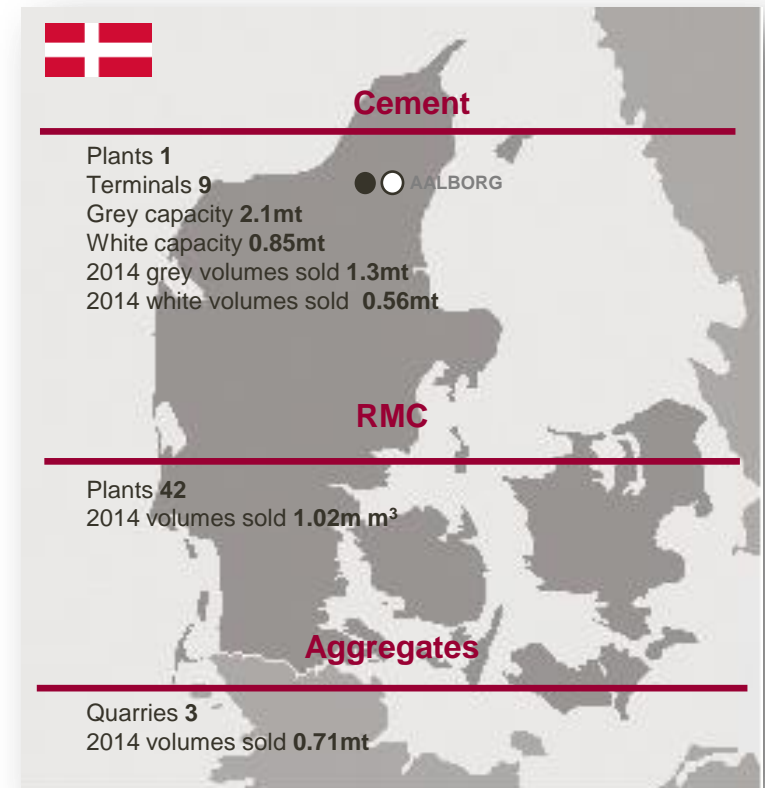 Cement
Plants 1
Terminals 9
AALBORG
Grey capacity 2.1mt
White capacity 0.85mt
2014 grey volumes sold 1.3mt
2014 white volumes sold 0.56mt
RMC
Plants 42
2014 volumes sold 1.02m m³
Aggregates
Quarries 3
2014 volumes sold 0.71mt